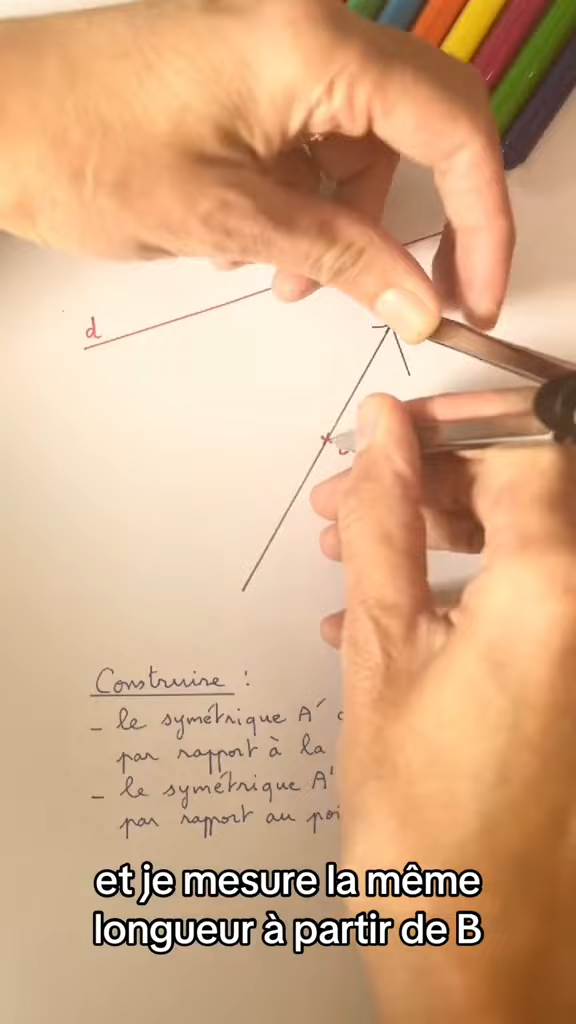 d
Construire :
- le symétrique A'
par rapport à la
- le symétrique A'
par rapport au
et je mesure la même
longueur à partir de B